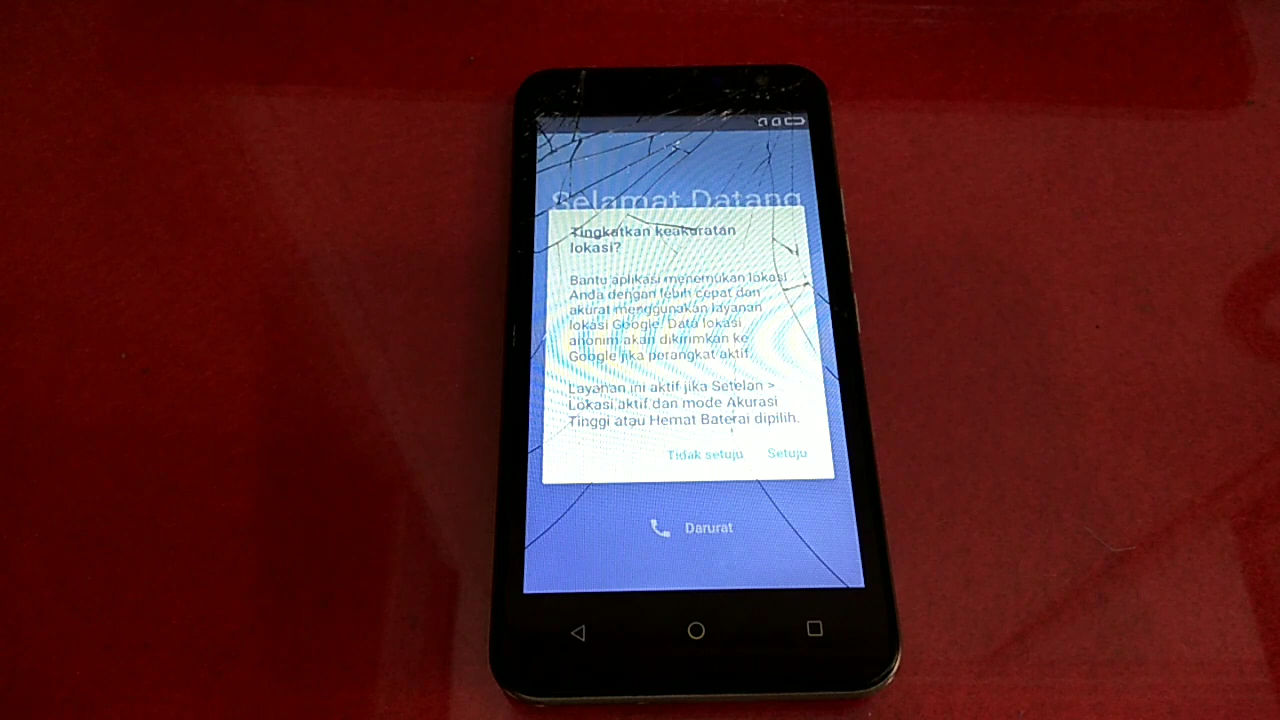 Selamat Datang
Tingkatkan keakuratan
lokasi?
Bantu aplikasi menemukan lokasi
Anda dengan lebih cepat dan
akurat menggunakan layanan
lokasi Google. Data lokasi
anonim akan dikirimkan ke
Google jika perangkat aktif.
Layanan ini aktif jika Setelan >
Lokasi aktif dan mode Akurasi
Tinggi atau Hemat Baterai dipilih.
Tidak setuju Setuju
Darurat